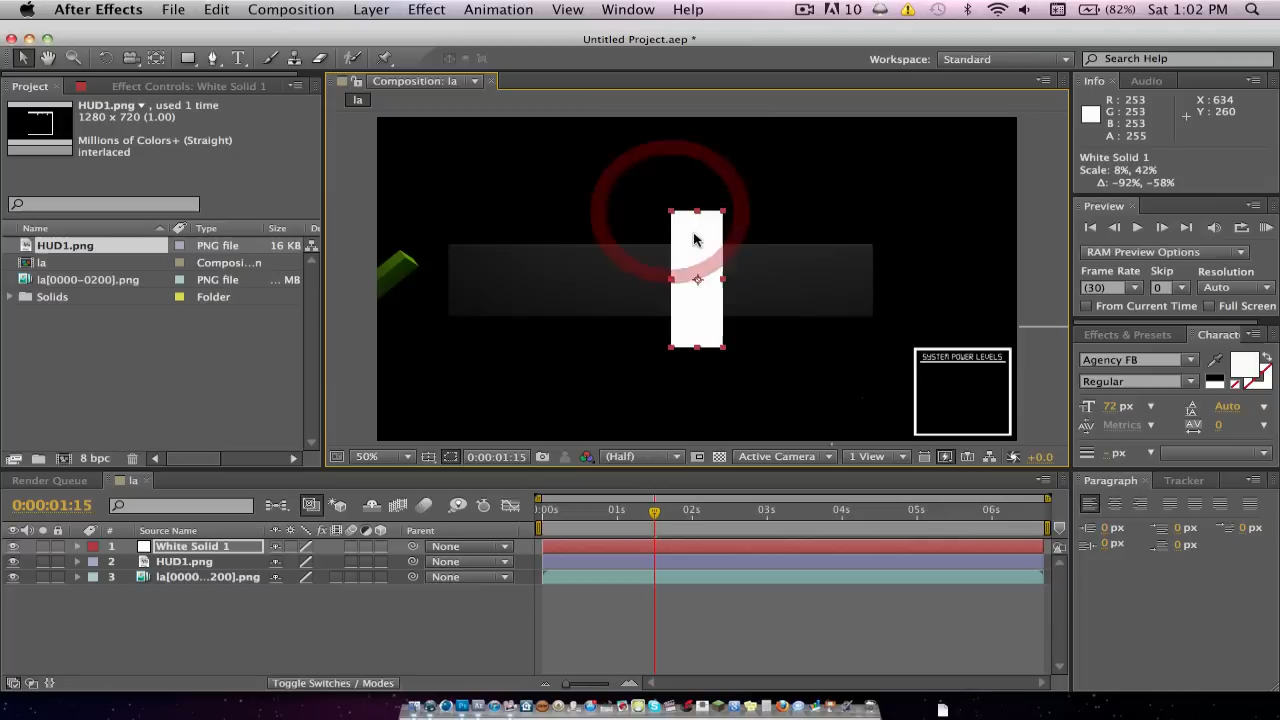 After Effects File Edit Composition Layer Effect Animation View Window Help 10 (82%) Sat 1:02 PM
Untitled Project.aep *
Workspace: Standard Search Help
Project Effect Controls: White Solid 1 Composition: la Info Audio
la
HUD1.png ▾, used 1 time
1280 x 720 (1.00)
Millions of Colors+ (Straight)
interlaced
R: 253
G: 253
B: 253
A: 255
X: 634
Y: 260
White Solid 1
Scale: 8%, 42%
Δ: -92%, -58%
Preview
RAM Preview Options
Frame Rate Skip Resolution
(30) 0 Auto
From Current Time Full Screen
Name Type Size
HUD1.png PNG file 16 KB
la Composi...n
la[0000-0200].png PNG file ... MB
Solids Folder
SYSTEM POWER LEVELS
Effects & Presets Charact
Agency FB
Regular
72 px Auto
Metrics 0
- px
8 bpc
50% 0:00:01:15 (Half) Active Camera 1 View +0.0
Render Queue la
0:00:01:15
:00s 01s 02s 03s 04s 05s 06s
# Source Name Parent
1 White Solid 1 None
2 HUD1.png None
3 la[0000...200].png None
Toggle Switches / Modes
Paragraph Tracker
0 px 0 px 0 px
0 px 0 px